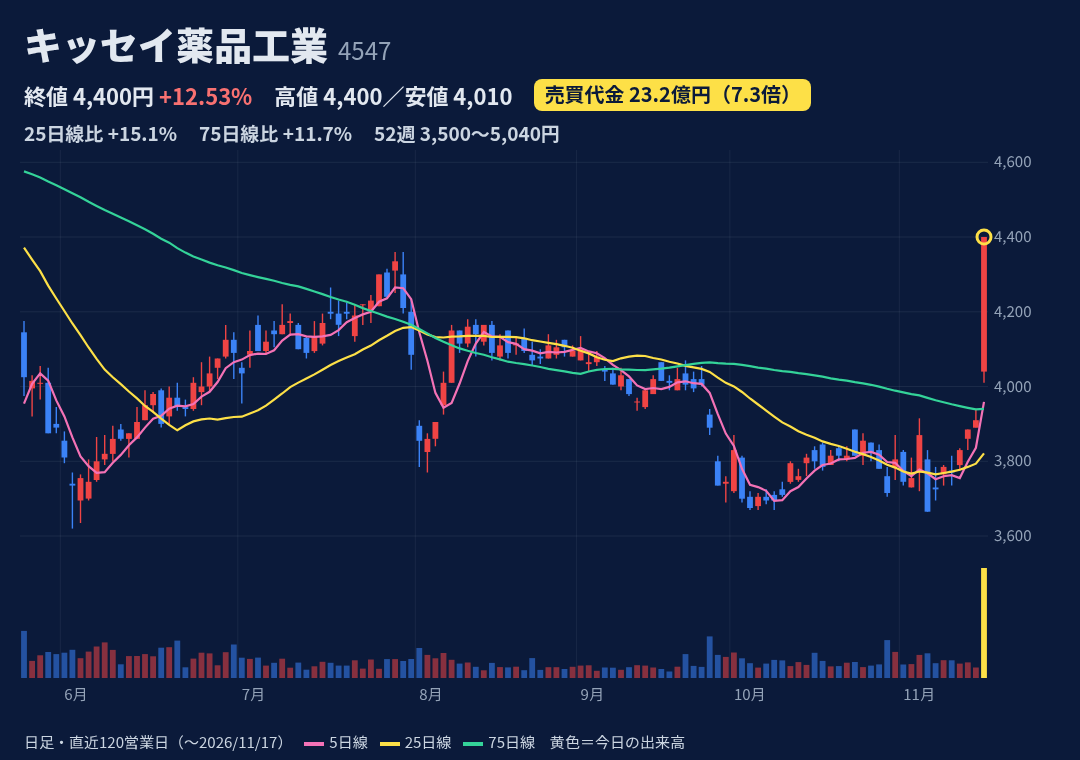 キッセイ薬品工業 4547
終値 4,400円 +12.53% 高値 4,400／安値 4,010 売買代金 23.2億円（7.3倍）
25日線比 +15.1% 75日線比 +11.7% 52週 3,500〜5,040円
4,600
4,400
4,200
4,000
3,800
3,600
6月 7月 8月 9月 10月 11月
日足・直近120営業日（〜2026/11/17） 5日線 25日線 75日線 黄色＝今日の出来高